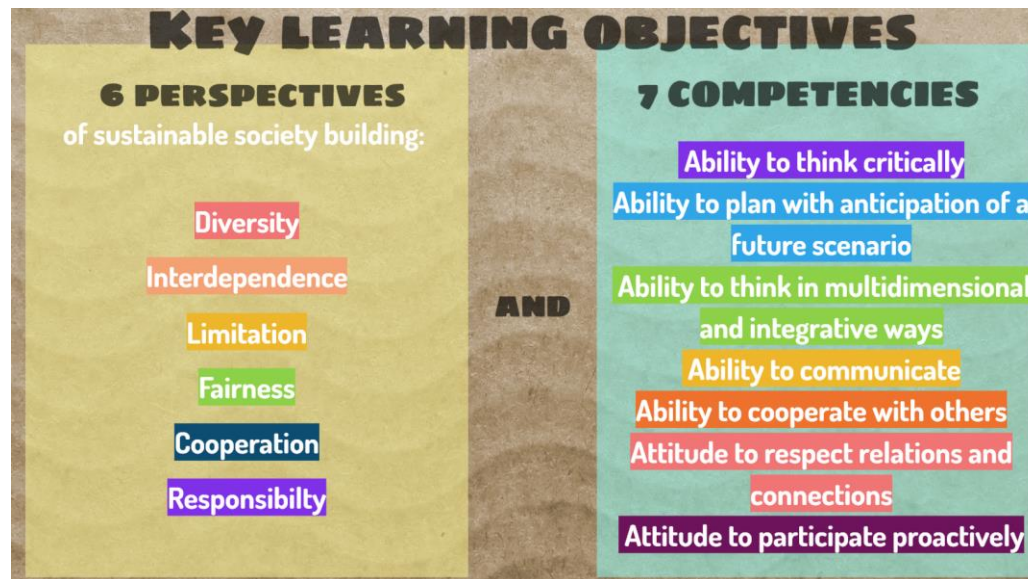 Key learning objectives
6 PERSPECTIVES
of sustainable society building:
Diversity
Interdependence
Limitation
Fairness
Cooperation
Responsibilty
AND
7 COMPETENCIES
Ability to think critically
Ability to plan with anticipation of a
future scenario
Ability to think in multidimensional
and integrative ways
Ability to communicate
Ability to cooperate with others
Attitude to respect relations and
connections
Attitude to participate proactively